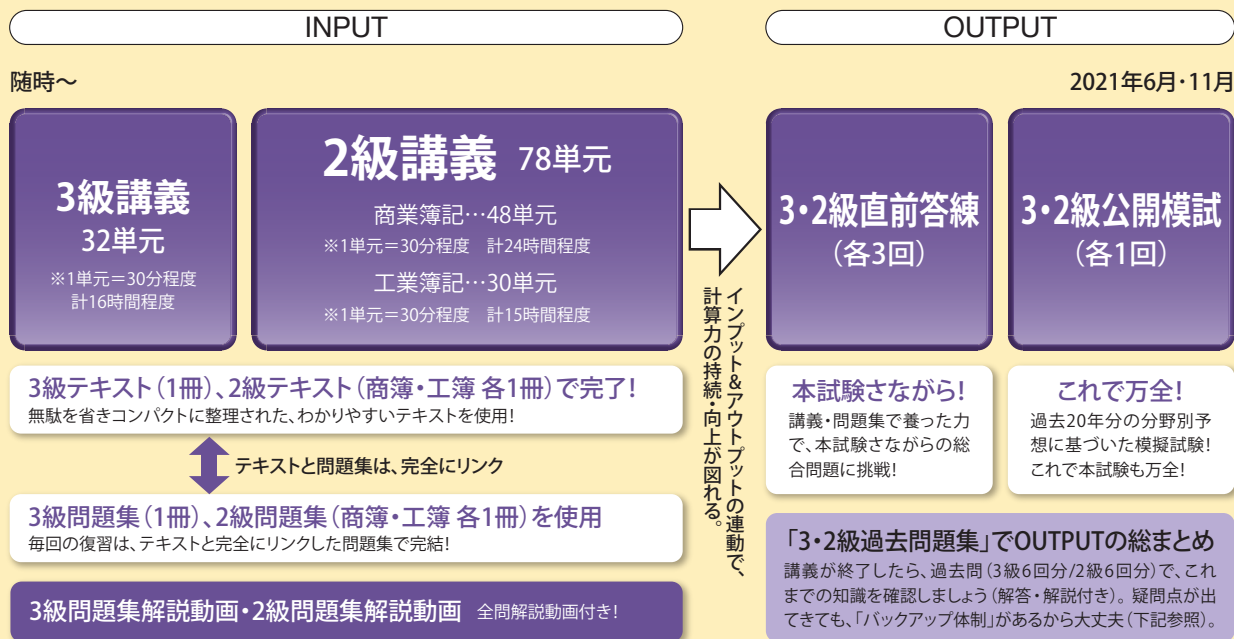 INPUT
随時～
3級講義
32単元
※1単元＝30分程度
計16時間程度
2級講義 78単元
商業簿記…48単元
※1単元＝30分程度　計24時間程度
工業簿記…30単元
※1単元＝30分程度　計15時間程度
3級テキスト（1冊）、2級テキスト（商簿・工簿 各1冊）で完了！
無駄を省きコンパクトに整理された、わかりやすいテキストを使用！
テキストと問題集は、完全にリンク
3級問題集（1冊）、2級問題集（商簿・工簿 各1冊）を使用
毎回の復習は、テキストと完全にリンクした問題集で完結！
3級問題集解説動画・2級問題集解説動画　全問解説動画付き！
インプット＆アウトプットの連動で、
計算力の持続・向上が図れる。
OUTPUT
2021年6月・11月
3・2級直前答練
（各3回）
3・2級公開模試
（各1回）
本試験さながら！
講義・問題集で養った力
で、本試験さながらの総
合問題に挑戦！
これで万全！
過去20年分の分野別予
想に基づいた模擬試験！
これで本試験も万全！
「3・2級過去問題集」でOUTPUTの総まとめ
講義が終了したら、過去問（3級6回分/2級6回分）で、これ
までの知識を確認しましょう（解答・解説付き）。疑問点が出
てきても、「バックアップ体制」があるから大丈夫（下記参照）。